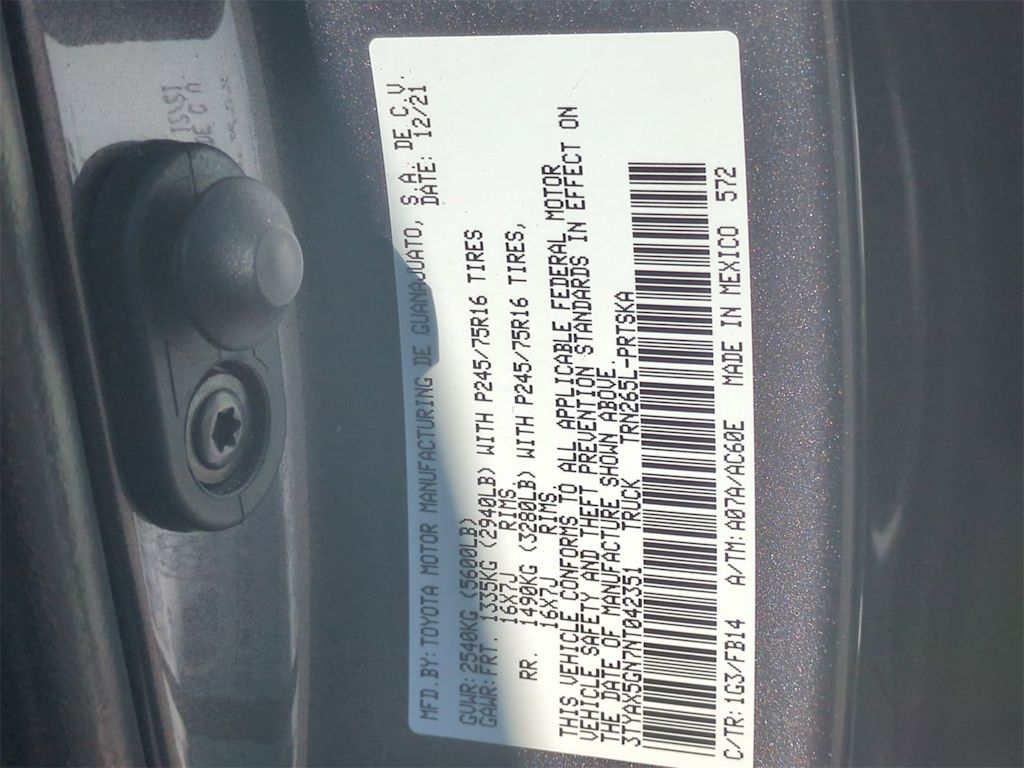 MFD. BY: TOYOTA MOTOR MANUFACTURING DE GUANAJUATO, S.A. DE C.V.
DATE: 12/21
GVWR: 2540KG (5600LB)
GAWR: FRT. 1335KG (2940LB) WITH P245/75R16 TIRES
16X7J RIMS
RR. 1490KG (3280LB) WITH P245/75R16 TIRES,
16X7J RIMS.
THIS VEHICLE CONFORMS TO ALL APPLICABLE FEDERAL MOTOR
VEHICLE SAFETY AND THEFT PREVENTION STANDARDS IN EFFECT ON
THE DATE OF MANUFACTURE SHOWN ABOVE.
3TYAX5GN7NT042351 TRUCK TRN265L-PRTSKA
C/TR: 1G3/FB14 A/TM: A07A/AC60E MADE IN MEXICO 572